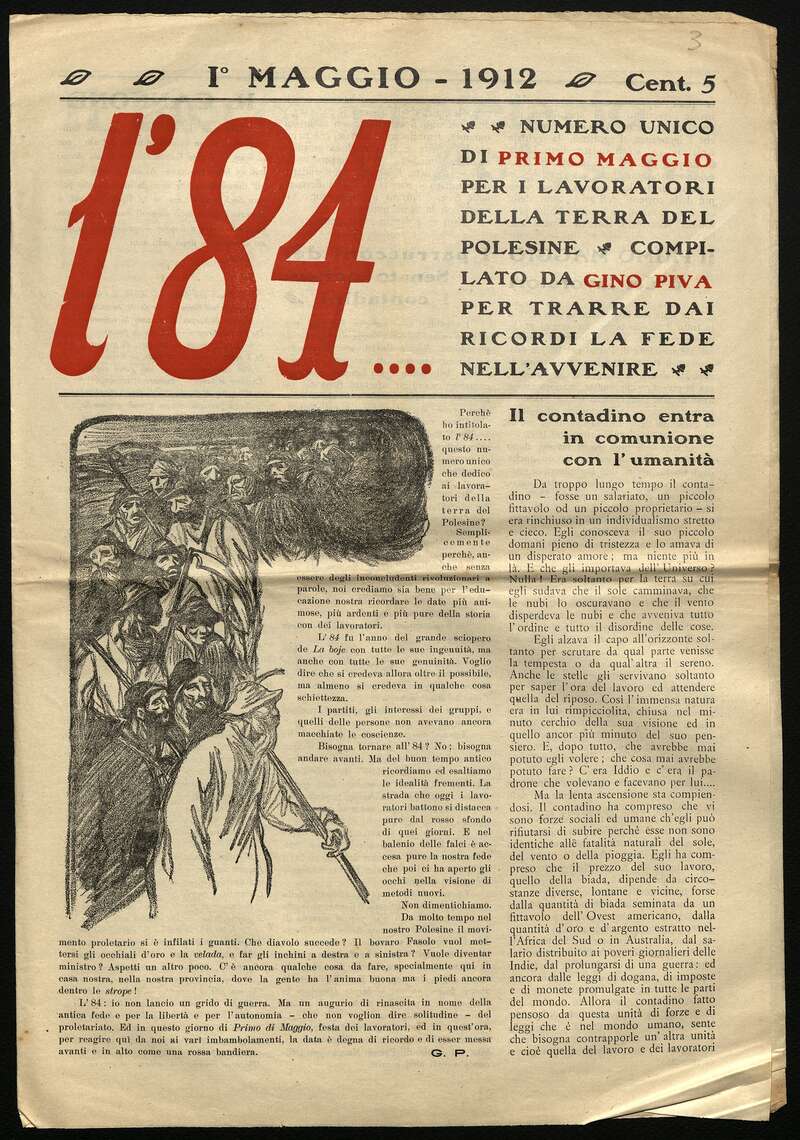 3
Iº MAGGIO - 1912
Cent. 5
l'84....
NUMERO UNICO
DI PRIMO MAGGIO
PER I LAVORATORI
DELLA TERRA DEL
POLESINE COMPI-
LATO DA GINO PIVA
PER TRARRE DAI
RICORDI LA FEDE
NELL'AVVENIRE
Perchè
ho intitola-
to l' 84 ....
questo nu-
mero unico
che dedico
ai lavora-
tori della
terra del
Polesine?
Sempli-
cemente
perchè, an-
che senza
essere degli inconcludenti rivoluzionari a
parole, noi crediamo sia bene per l'edu-
cazione nostra ricordare le date più ani-
mose, più ardenti e più pure della storia
con dei lavoratori.
L' 84 fu l'anno del grande sciopero
de La boje con tutte le sue ingenuità, ma
anche con tutte le sue genuinità. Voglio
dire che si credeva allora oltre il possibile,
ma almeno si credeva in qualche cosa
schiettezza.
I partiti, gli interessi dei gruppi, e
quelli delle persone non avevano ancora
macchiate le coscienze.
Bisogna tornare all' 84? No: bisogna
andare avanti. Ma del buon tempo antico
ricordiamo ed esaltiamo
le idealità frementi. La
strada che oggi i lavo-
ratori battono si distacca
pure dal rosso sfondo
di quei giorni. E nel
balenio delle falci è ac-
cesa pure la nostra fede
che poi ci ha aperto gli
occhi nella visione di
metodi nuovi.
Non dimentichiamo.
Da molto tempo nel
nostro Polesine il movi-
mento proletario si è infilati i guanti. Che diavolo succede? Il bovaro Fasolo vuol met-
tersi gli occhiali d'oro e la celada, e far gli inchini a destra e a sinistra? Vuole diventar
ministro? Aspetti un altro poco. C'è ancora qualche cosa da fare, specialmente qui in
casa nostra, nella nostra provincia, dove la gente ha l'anima buona ma i piedi ancora
dentro le strope!
L' 84: io non lancio un grido di guerra. Ma un augurio di rinascita in nome della
antica fede e per la libertà e per l'autonomia - che non voglion dire solitudine - del
proletariato. Ed in questo giorno di Primo di Maggio, festa dei lavoratori, ed in quest'ora,
per reagire qui da noi ai vari imbambolamenti, la data è degna di ricordo e di esser messa
avanti e in alto come una rossa bandiera.
G. P.
Il contadino entra
in comunione
con l'umanità
Da troppo lungo tempo il conta-
dino - fosse un salariato, un piccolo
fittavolo od un piccolo proprietario - si
era rinchiuso in un individualismo stretto
e cieco. Egli conosceva il suo piccolo
domani pieno di tristezza e lo amava di
un disperato amore; ma niente più in
là. E che gli importava dell'Universo?
Nulla! Era soltanto per la terra su cui
egli sudava che il sole camminava, che
le nubi lo oscuravano e che il vento
disperdeva le nubi e che avveniva tutto
l'ordine e tutto il disordine delle cose.
Egli alzava il capo all'orizzonte sol-
tanto per scrutare da qual parte venisse
la tempesta o da qual'altra il sereno.
Anche le stelle gli servivano soltanto
per saper l'ora del lavoro ed attendere
quella del riposo. Così l'immensa natura
era in lui rimpicciolita, chiusa nel mi-
nuto cerchio della sua visione ed in
quello ancor più minuto del suo pen-
siero. E, dopo tutto, che avrebbe mai
potuto egli volere; che cosa mai avrebbe
potuto fare? C'era Iddio e c'era il pa-
drone che volevano e facevano per lui....
Ma la lenta ascensione sta compien-
dosi. Il contadino ha compreso che vi
sono forze sociali ed umane ch'egli può
rifiutarsi di subire perchè esse non sono
identiche alle fatalità naturali del sole,
del vento o della pioggia. Egli ha com-
preso che il prezzo del suo lavoro,
quello della biada, dipende da circo-
stanze diverse, lontane e vicine, forse
dalla quantità di biada seminata da un
fittavolo dell'Ovest americano, dalla
quantità d'oro e d'argento estratto nel-
l'Africa del Sud o in Australia, dal sa-
lario distribuito ai poveri giornalieri delle
Indie, dal prolungarsi di una guerra: ed
ancora dalle leggi di dogana, di imposte
e di monete promulgate in tutte le parti
del mondo. Allora il contadino fatto
pensoso da questa unità di forze e di
leggi che è nel mondo umano, sente
che bisogna contrapporle un'altra unità
e cioè quella del lavoro e dei lavoratori